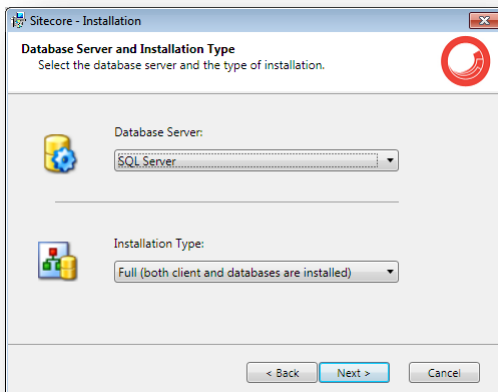 Sitecore - Installation
Database Server and Installation Type
Select the database server and the type of installation.
Database Server:
SQL Server
Installation Type:
Full (both client and databases are installed)
< Back
Next >
Cancel